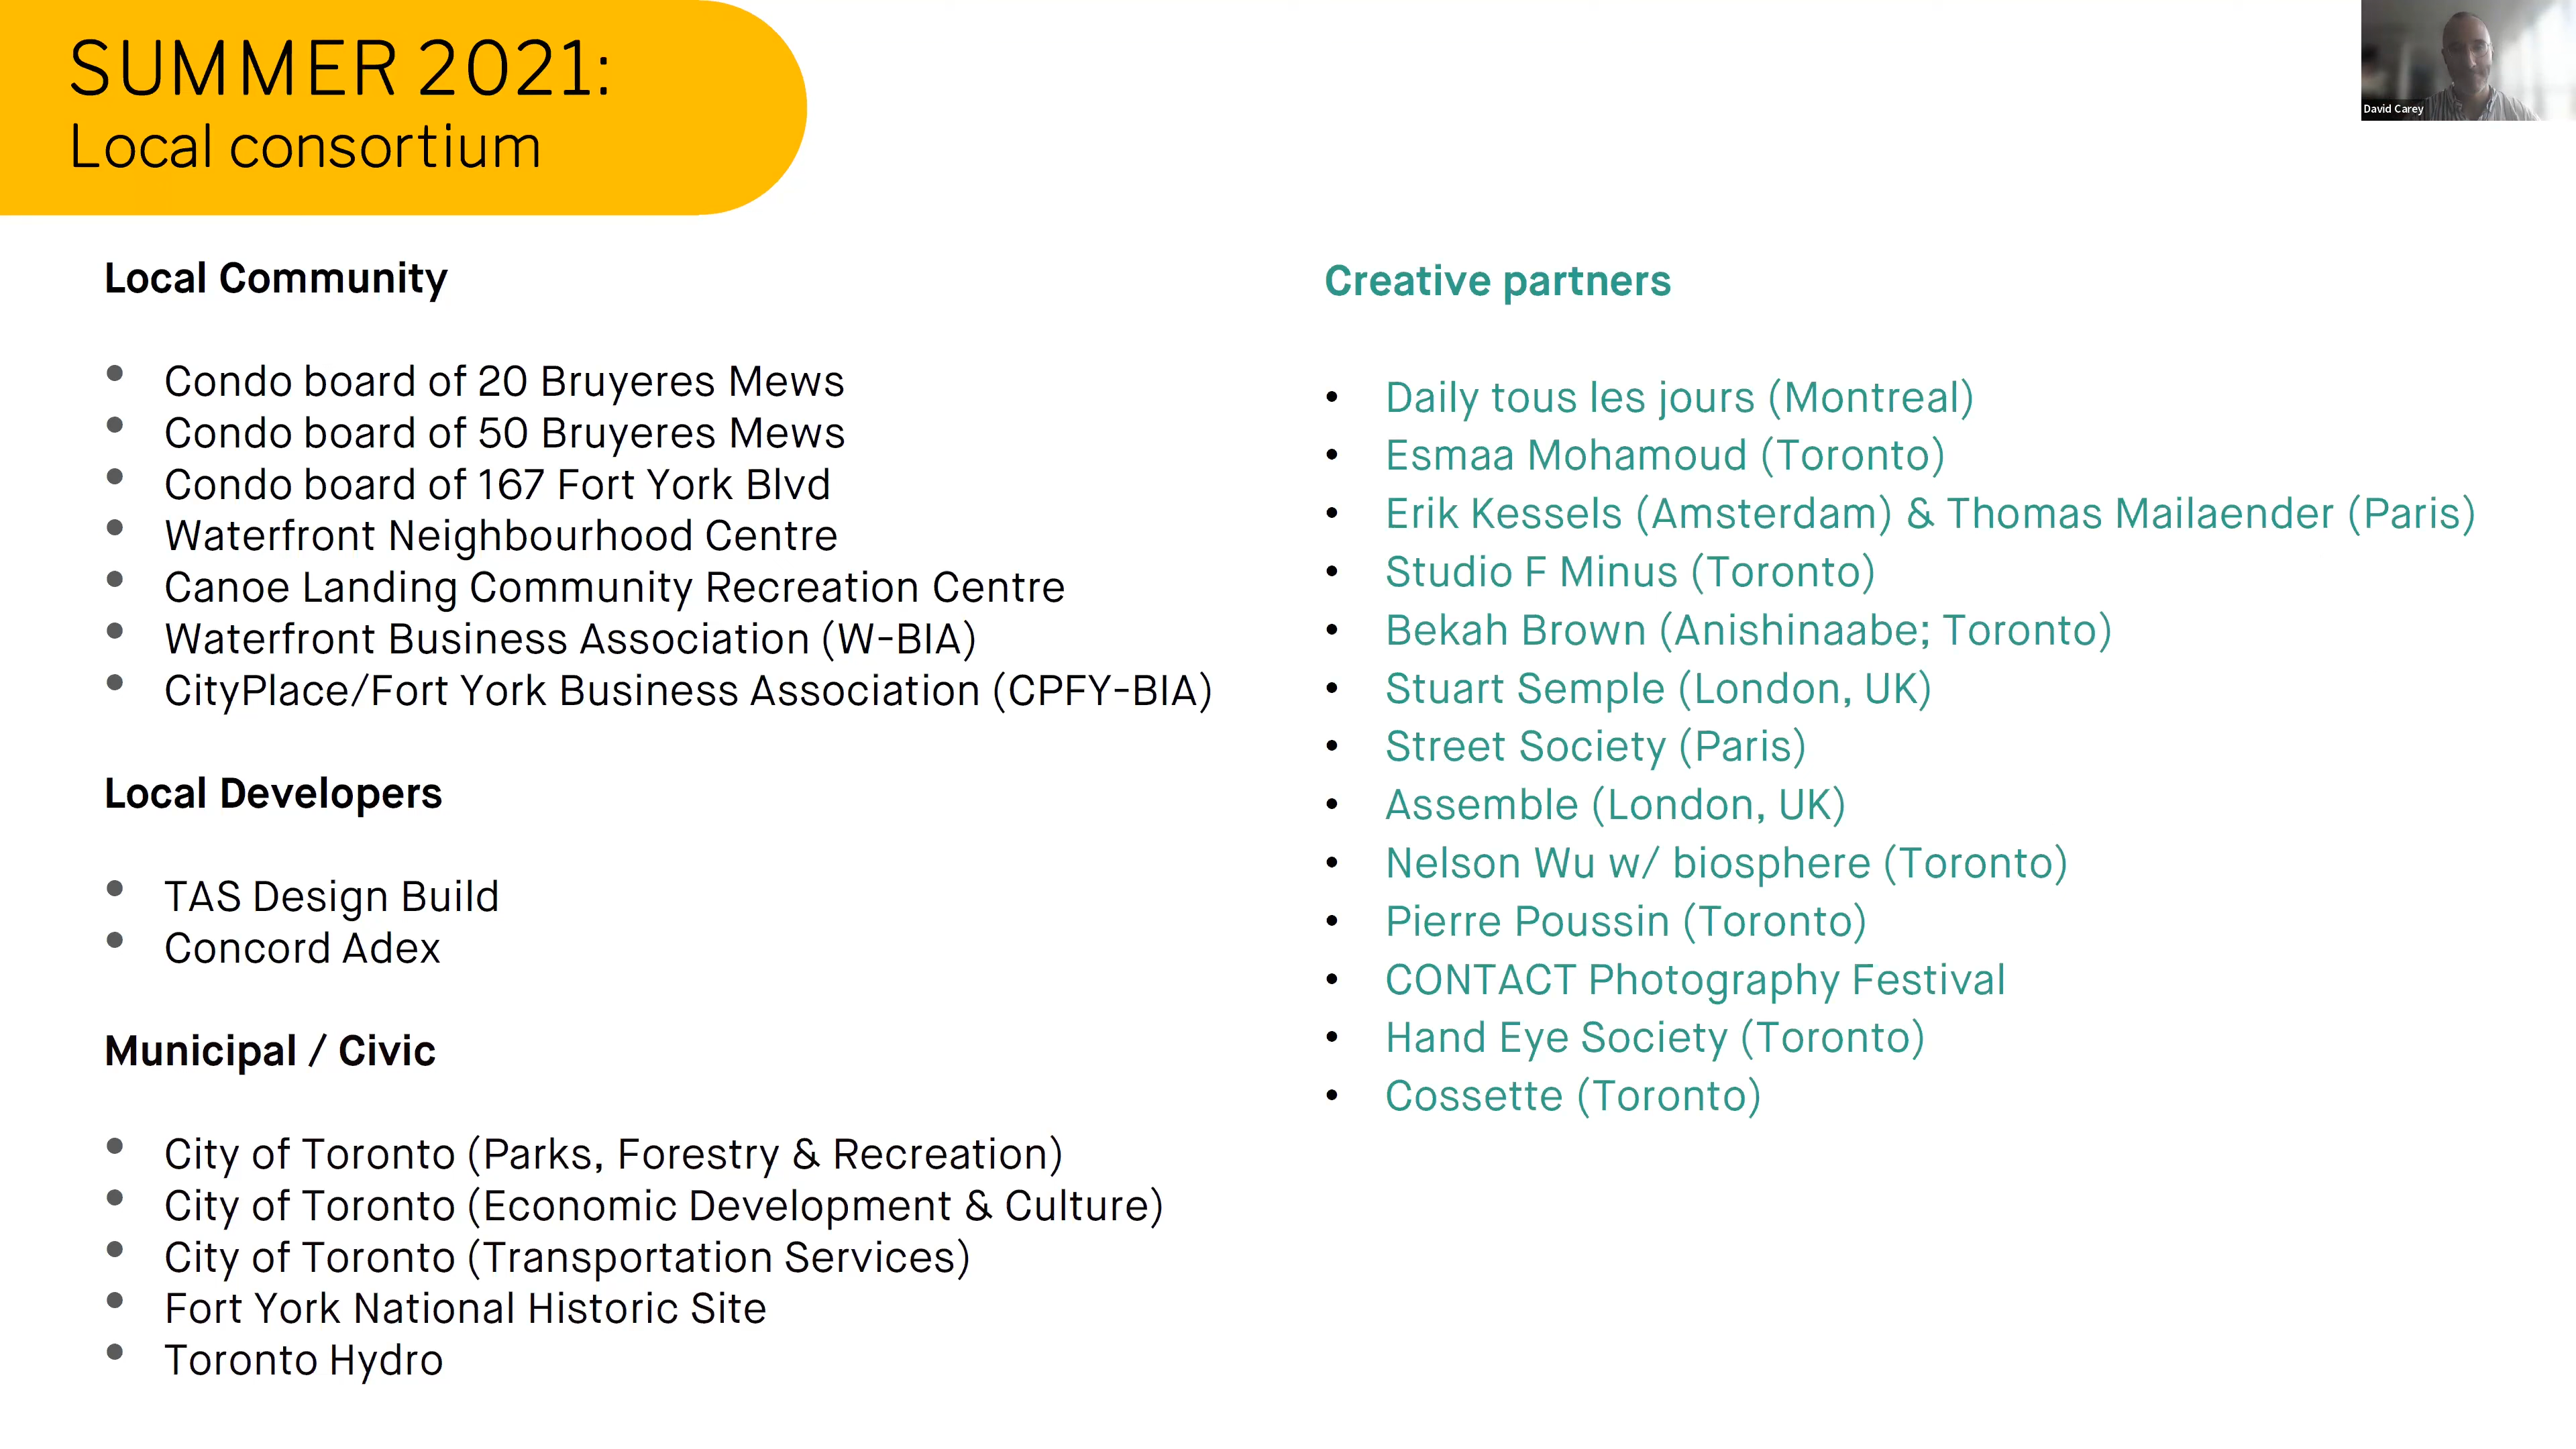 SUMMER 2021:
Local consortium
David Carey
Local Community
• Condo board of 20 Bruyeres Mews
• Condo board of 50 Bruyeres Mews
• Condo board of 167 Fort York Blvd
• Waterfront Neighbourhood Centre
• Canoe Landing Community Recreation Centre
• Waterfront Business Association (W-BIA)
• CityPlace/Fort York Business Association (CPFY-BIA)
Local Developers
• TAS Design Build
• Concord Adex
Municipal / Civic
• City of Toronto (Parks, Forestry & Recreation)
• City of Toronto (Economic Development & Culture)
• City of Toronto (Transportation Services)
• Fort York National Historic Site
• Toronto Hydro
Creative partners
• Daily tous les jours (Montreal)
• Esmaa Mohamoud (Toronto)
• Erik Kessels (Amsterdam) & Thomas Mailaender (Paris)
• Studio F Minus (Toronto)
• Bekah Brown (Anishinaabe; Toronto)
• Stuart Semple (London, UK)
• Street Society (Paris)
• Assemble (London, UK)
• Nelson Wu w/ biosphere (Toronto)
• Pierre Poussin (Toronto)
• CONTACT Photography Festival
• Hand Eye Society (Toronto)
• Cossette (Toronto)